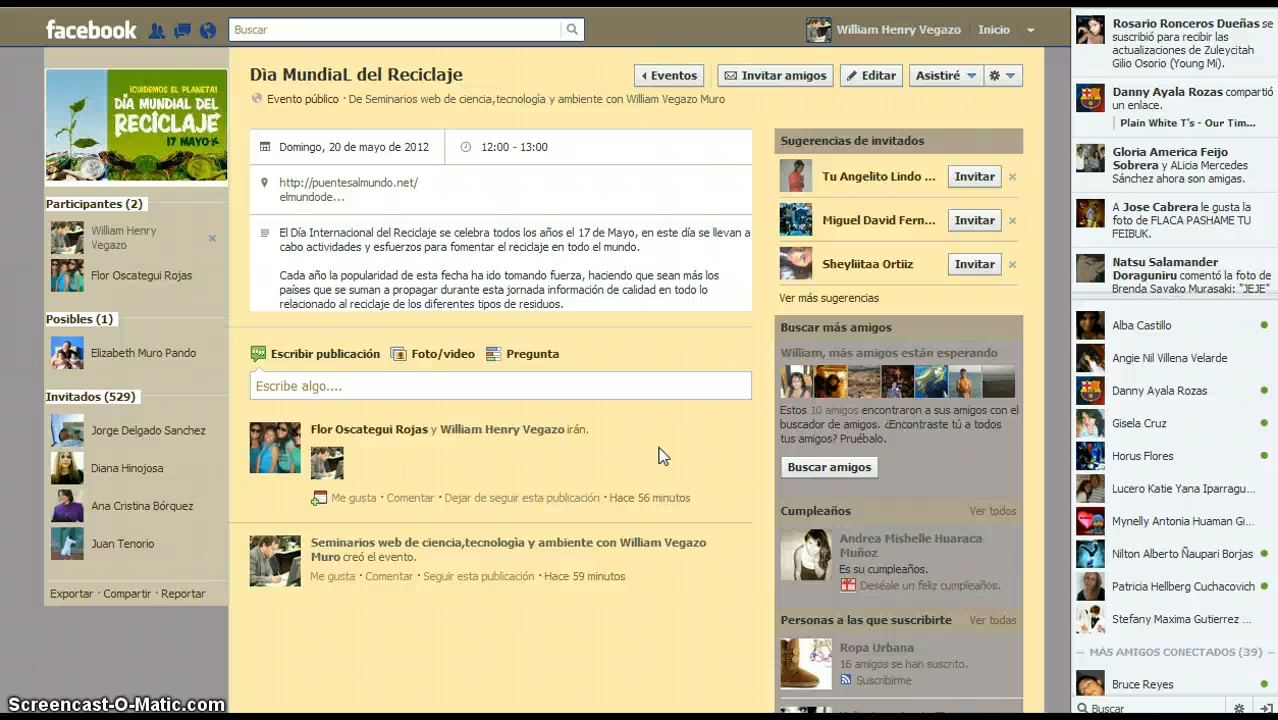 facebook
Buscar
William Henry Vegazo
Inicio
¡CUIDEMOS EL PLANETA!
DÍA MUNDIAL DEL
RECICLAJE
17 MAYO
Participantes (2)
William Henry
Vegazo
Flor Oscategui Rojas
Posibles (1)
Elizabeth Muro Pando
Invitados (529)
Jorge Delgado Sanchez
Diana Hinojosa
Ana Cristina Bórquez
Juan Tenorio
Exportar · Compartir · Reportar
Dìa MundiaL del Reciclaje
Eventos
Invitar amigos
Editar
Asistiré
Evento público · De Seminarios web de ciencia,tecnologìa y ambiente con William Vegazo Muro
Domingo, 20 de mayo de 2012
12:00 - 13:00
http://puentesalmundo.net/
elmundode...
El Día Internacional del Reciclaje se celebra todos los años el 17 de Mayo, en este día se llevan a
cabo actividades y esfuerzos para fomentar el reciclaje en todo el mundo.
Cada año la popularidad de esta fecha ha ido tomando fuerza, haciendo que sean más los
países que se suman a propagar durante esta jornada información de calidad en todo lo
relacionado al reciclaje de los diferentes tipos de residuos.
Escribir publicación
Foto/video
Pregunta
Escribe algo....
Flor Oscategui Rojas y William Henry Vegazo irán.
Me gusta · Comentar · Dejar de seguir esta publicación · Hace 56 minutos
Seminarios web de ciencia,tecnologìa y ambiente con William Vegazo
Muro creó el evento.
Me gusta · Comentar · Seguir esta publicación · Hace 59 minutos
Sugerencias de invitados
Tu Angelito Lindo ...
Invitar
Miguel David Fern...
Invitar
Sheyliitaa Ortiiz
Invitar
Ver más sugerencias
Buscar más amigos
William, más amigos están esperando
Estos 10 amigos encontraron a sus amigos con el
buscador de amigos. ¿Encontraste tú a todos
tus amigos? Pruébalo.
Buscar amigos
Cumpleaños
Ver todos
Andrea Mishelle Huaraca
Muñoz
Es su cumpleaños.
Deséale un feliz cumpleaños.
Personas a las que suscribirte
Ver todas
Ropa Urbana
16 amigos se han suscrito.
Suscribirme
Rosario Ronceros Dueñas se
suscribió para recibir las
actualizaciones de Zuleycitah
Gilio Osorio (Young Mi).
Danny Ayala Rozas compartió
un enlace.
Plain White T's - Our Tim...
Gloria America Feijo
Sobrera y ALicia Mercedes
Sánchez ahora son amigas.
A Jose Cabrera le gusta la
foto de FLACA PASHAME TU
FEIBUK.
Natsu Salamander
Doraguniru comentó la foto de
Brenda Savako Murasaki: "JEJE"
Alba Castillo
Angie Nil Villena Velarde
Danny Ayala Rozas
Gisela Cruz
Horus Flores
Lucero Katie Yana Iparragu...
Mynelly Antonia Huaman Gi...
Nilton Alberto Ñaupari Borjas
Patricia Hellberg Cuchacovich
Stefany Maxima Gutierrez ...
MÁS AMIGOS CONECTADOS (39)
Bruce Reyes
Buscar
Screencast-O-Matic.com